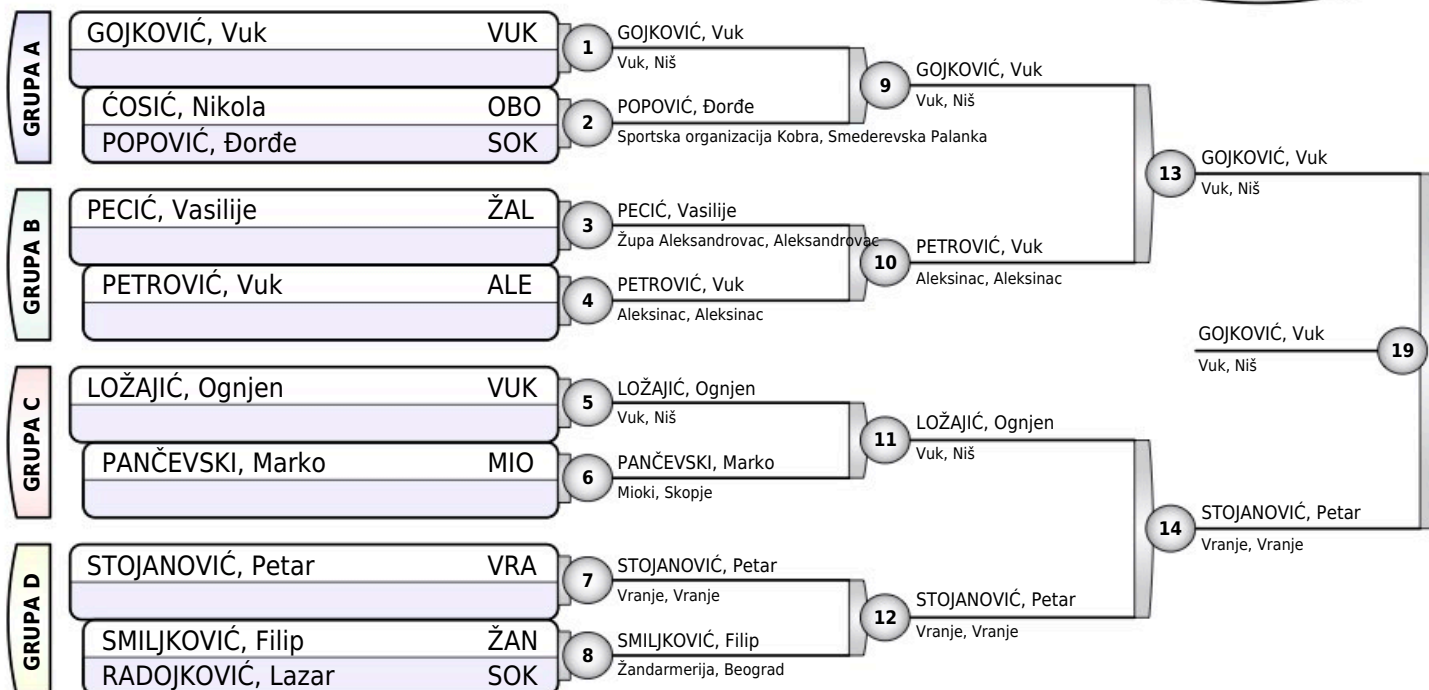 GRUPA A
GOJKOVIĆ, Vuk VUK
ĆOSIĆ, Nikola OBO
POPOVIĆ, Đorđe SOK
1
GOJKOVIĆ, Vuk
Vuk, Niš
2
POPOVIĆ, Đorđe
Sportska organizacija Kobra, Smederevska Palanka
9
GOJKOVIĆ, Vuk
Vuk, Niš
GRUPA B
PECIĆ, Vasilije ŽAL
PETROVIĆ, Vuk ALE
3
PECIĆ, Vasilije
Župa Aleksandrovac, Aleksandrovac
4
PETROVIĆ, Vuk
Aleksinac, Aleksinac
10
PETROVIĆ, Vuk
Aleksinac, Aleksinac
13
GOJKOVIĆ, Vuk
Vuk, Niš
GRUPA C
LOŽAJIĆ, Ognjen VUK
PANČEVSKI, Marko MIO
5
LOŽAJIĆ, Ognjen
Vuk, Niš
6
PANČEVSKI, Marko
Mioki, Skopje
11
LOŽAJIĆ, Ognjen
Vuk, Niš
GRUPA D
STOJANOVIĆ, Petar VRA
SMILJKOVIĆ, Filip ŽAN
RADOJKOVIĆ, Lazar SOK
7
STOJANOVIĆ, Petar
Vranje, Vranje
8
SMILJKOVIĆ, Filip
Žandarmerija, Beograd
12
STOJANOVIĆ, Petar
Vranje, Vranje
14
STOJANOVIĆ, Petar
Vranje, Vranje
GOJKOVIĆ, Vuk
Vuk, Niš
19